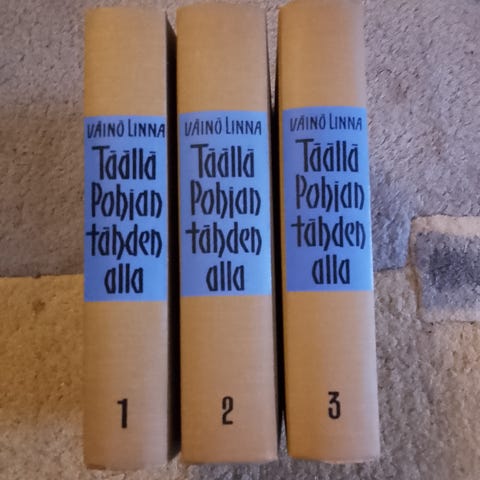 VÄINÖ LINNA
Täällä
Pohjan
tähden
alla
1
VÄINÖ LINNA
Täällä
Pohjan
tähden
alla
2
VÄINÖ LINNA
Täällä
Pohjan
tähden
alla
3